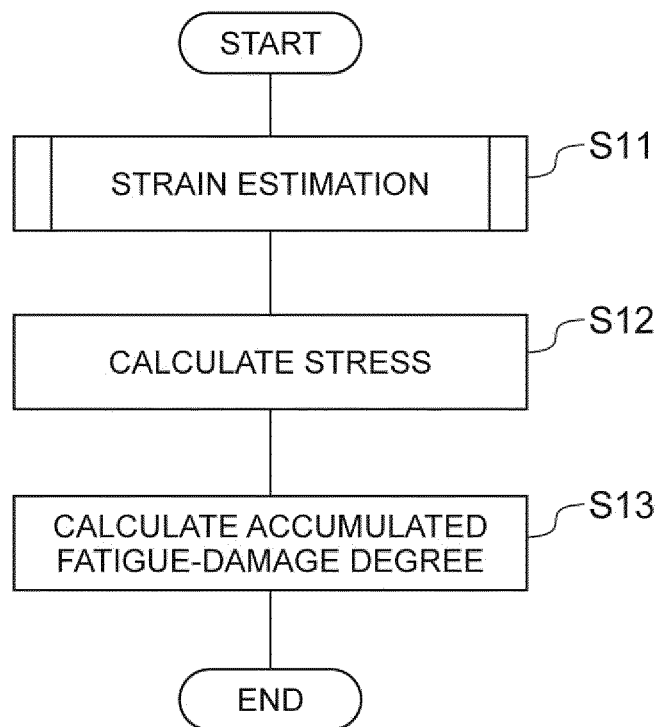 START
STRAIN ESTIMATION
S11
CALCULATE STRESS
S12
CALCULATE ACCUMULATED
FATIGUE-DAMAGE DEGREE
S13
END